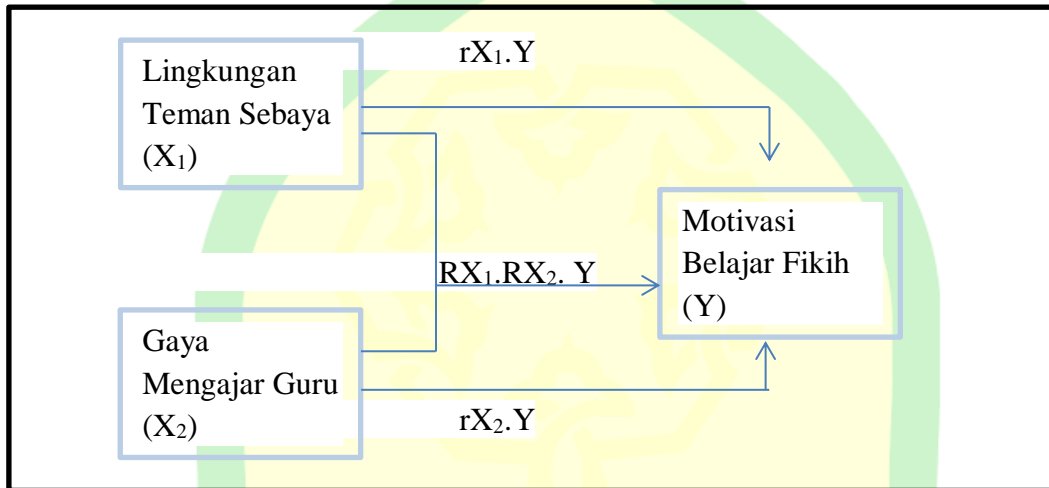 rX₁.Y
Lingkungan
Teman Sebaya
(X₁)
Motivasi
Belajar Fikih
(Y)
RX₁.RX₂. Y
Gaya
Mengajar Guru
(X₂)
rX₂.Y